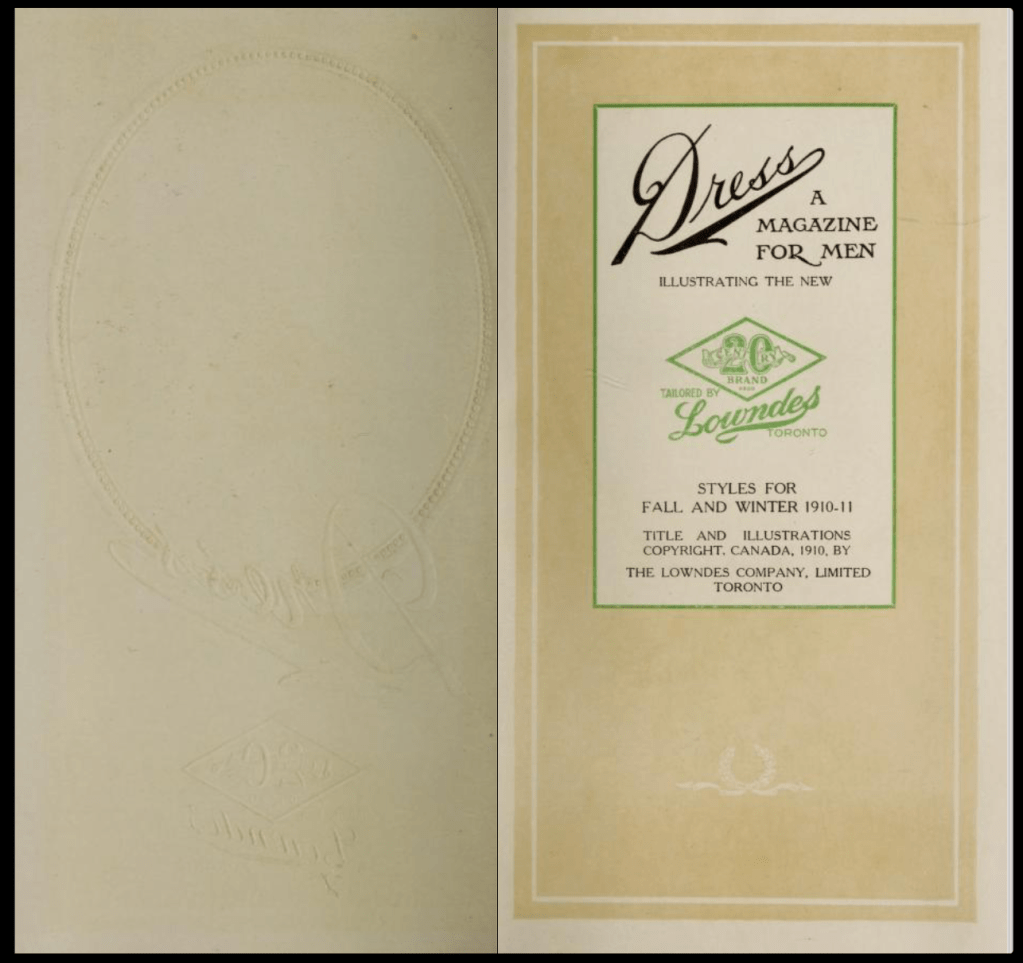 Dress
A
MAGAZINE
FOR MEN
ILLUSTRATING THE NEW
20
CENTRY
BRAND
TAILORED BY
Lowndes
TORONTO
STYLES FOR
FALL AND WINTER 1910-11
TITLE AND ILLUSTRATIONS
COPYRIGHT. CANADA, 1910, BY
THE LOWNDES COMPANY, LIMITED
TORONTO